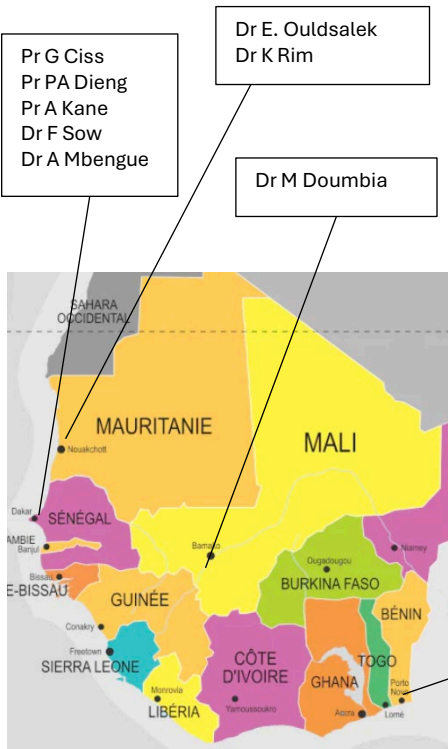 Pr G Ciss
Pr PA Dieng
Pr A Kane
Dr F Sow
Dr A Mbengue
Dr E. Ouldsalek
Dr K Rim
Dr M Doumbia
SAHARA
OCCIDENTAL
MAURITANIE
Nouakchott
MALI
Dakar
SÉNÉGAL
AMBIE
Banjul
Bissau
E-BISSAU
Bamako
Niamey
Ougadougou
BURKINA FASO
GUINÉE
BÉNIN
Conakry
Freetown
SIERRA LEONE
CÔTE
D'IVOIRE
TOGO
GHANA
Porto
Novo
Monrovia
LIBÉRIA
Yamoussoukro
Accra
Lomé